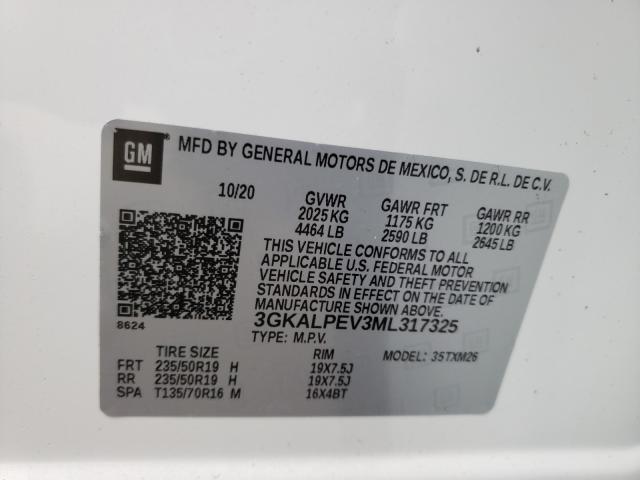 GM
MFD BY GENERAL MOTORS DE MEXICO, S. DE R.L. DE C.V.
10/20 GVWR GAWR FRT GAWR RR
2025 KG 1175 KG 1200 KG
4464 LB 2590 LB 2645 LB
THIS VEHICLE CONFORMS TO ALL
APPLICABLE U.S. FEDERAL MOTOR
VEHICLE SAFETY AND THEFT PREVENTION
STANDARDS IN EFFECT ON THE DATE OF
MANUFACTURE SHOWN ABOVE.
8624 3GKALPEV3ML317325
TYPE: M.P.V. MODEL: 35TXM26
TIRE SIZE RIM
FRT 235/50R19 H 19X7.5J
RR 235/50R19 H 19X7.5J
SPA T135/70R16 M 16X4BT